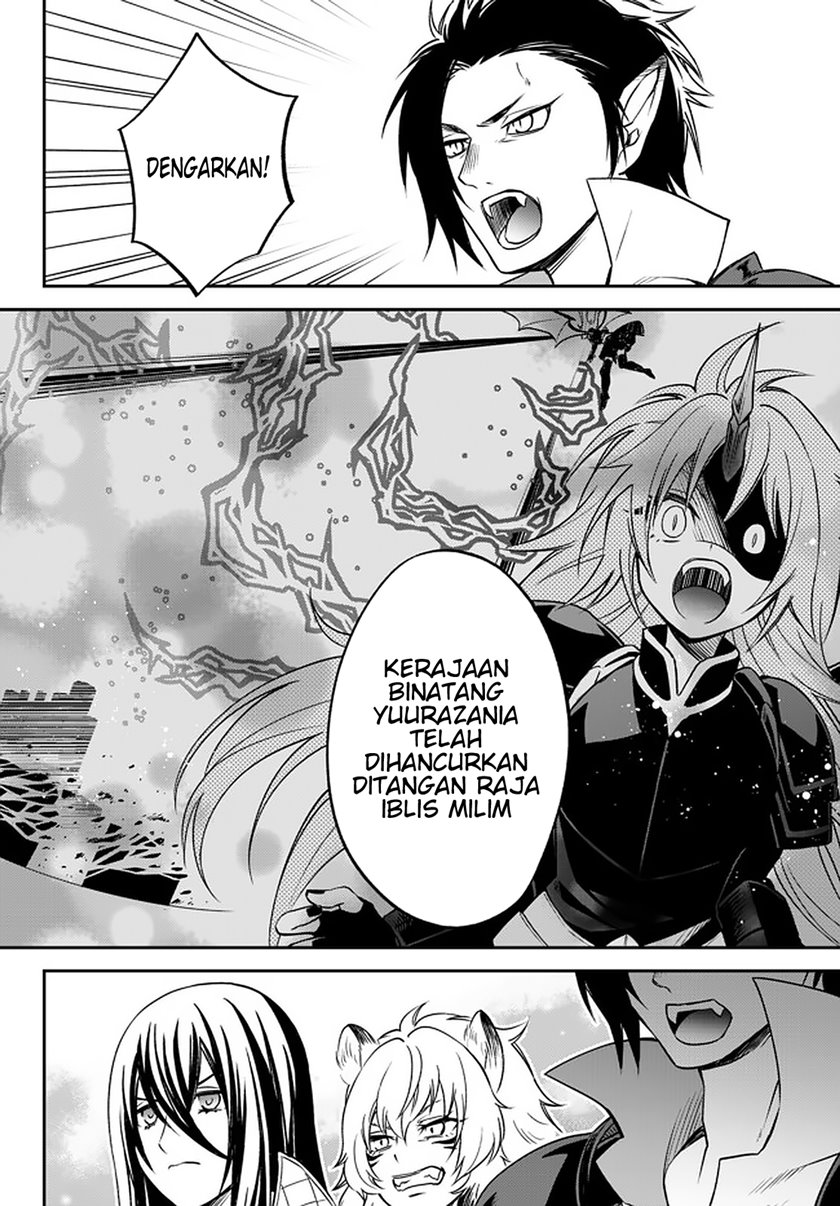 DENGARKAN!
KERAJAAN
BINATANG
YUURAZANIA
TELAH
DIHANCURKAN
DITANGAN RAJA
IBLIS MILIM